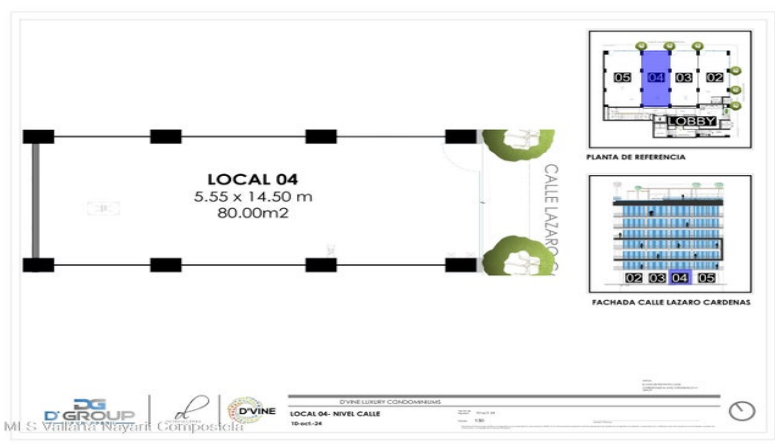 LOCAL 04
5.55 x 14.50 m
80.00m2
CALLE LAZARO C
05 04 03 02
LOBBY
PLANTA DE REFERENCIA
02 03 04 05
FACHADA CALLE LAZARO CARDENAS
DG
D'GROUP
dl
D'VINE
D'VINE LUXURY CONDOMINIUMS
LOCAL 04- NIVEL CALLE
10-oct.-24
MLS Vallarta Nayarit Compostela